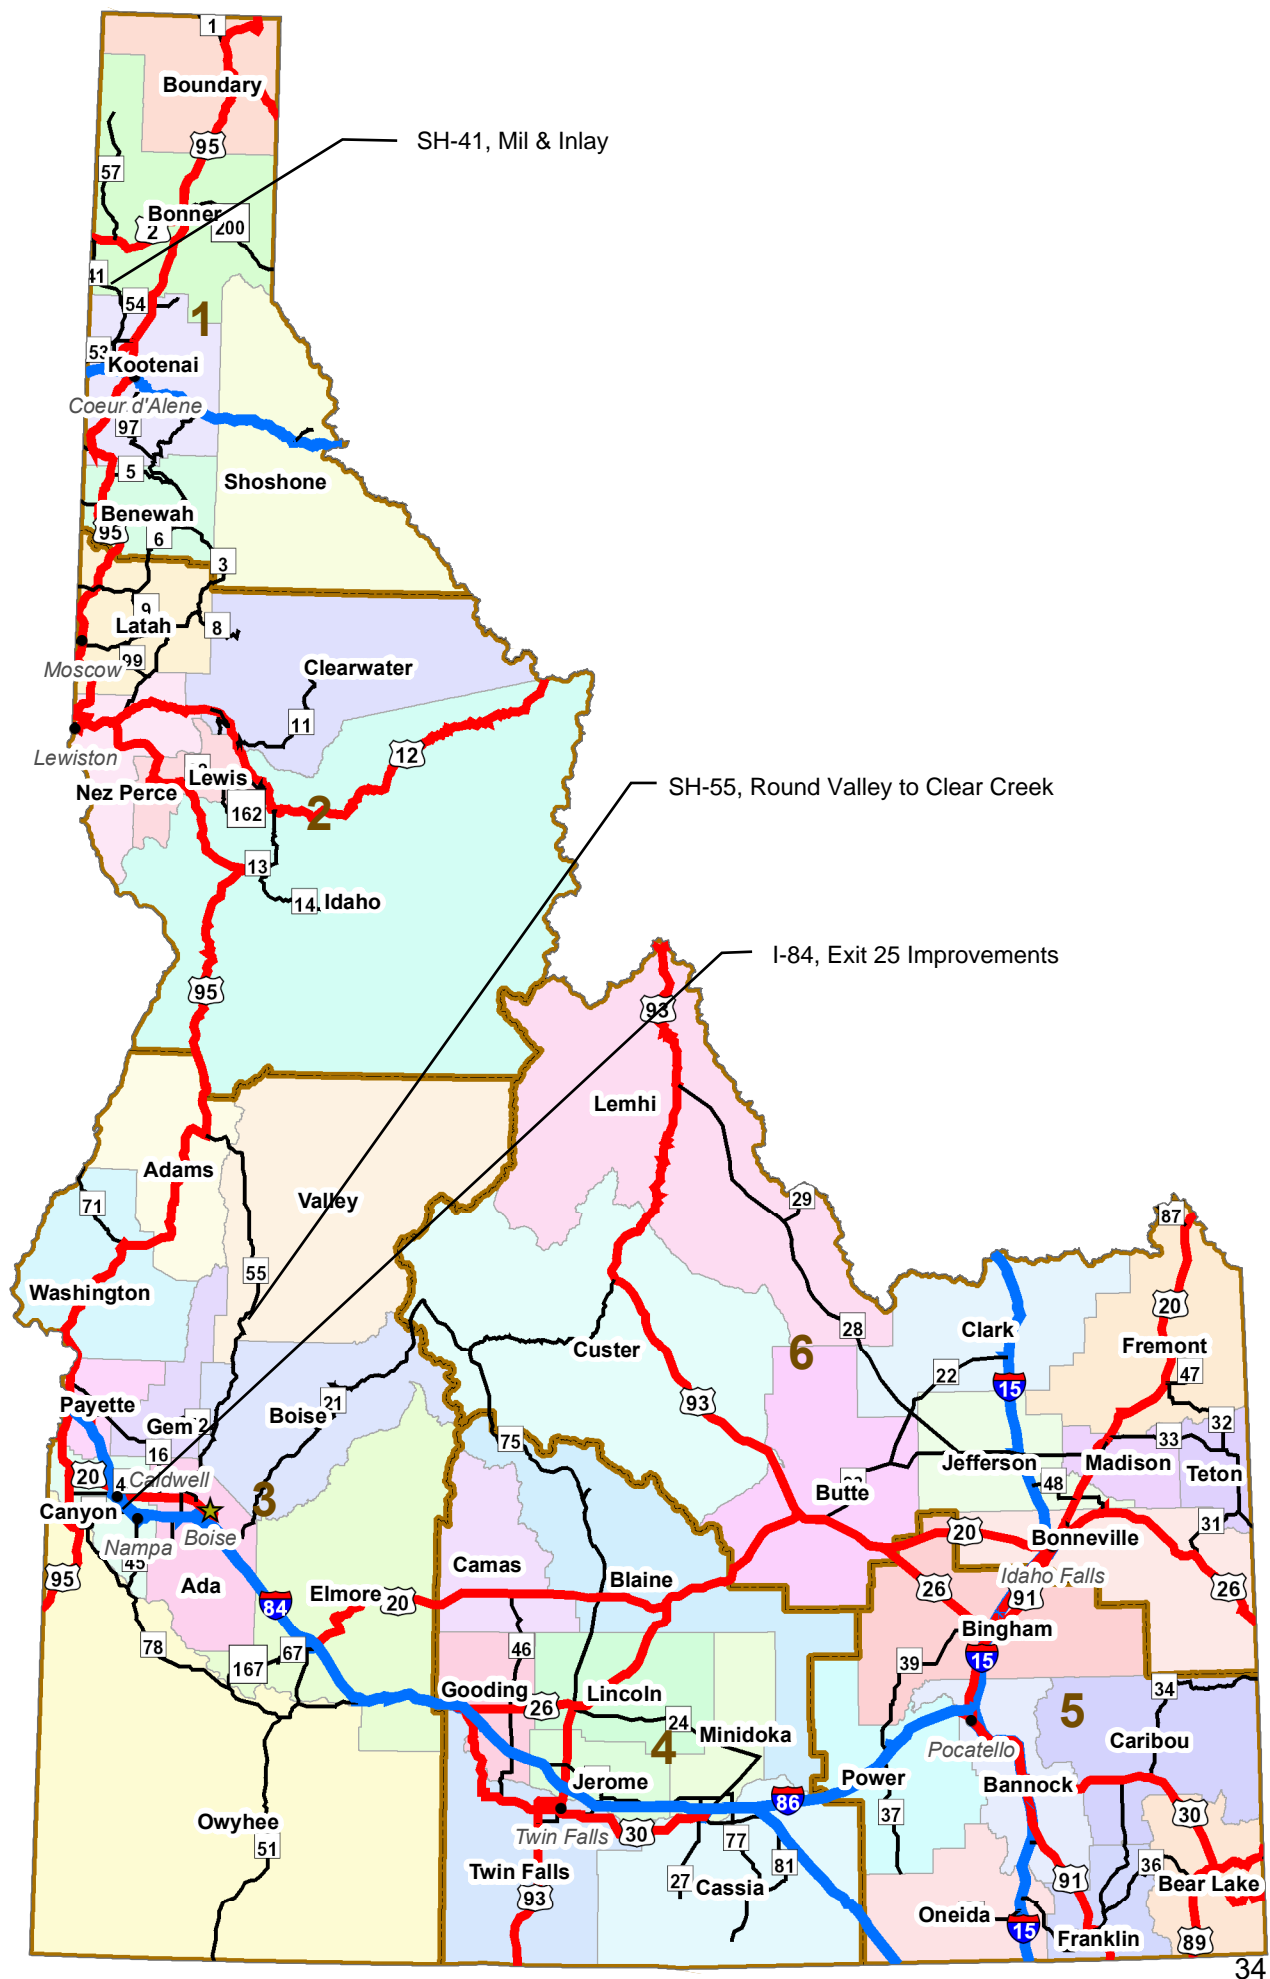 1
Boundary
95
SH-41, Mil & Inlay
57
Bonner
2
200
41
54
1
53
Kootenai
Coeur d'Alene
97
5
Shoshone
Benewah
95
6
3
9
Latah
8
99
Moscow
Clearwater
11
12
Lewiston
Lewis
Nez Perce
162
2
SH-55, Round Valley to Clear Creek
13
14
Idaho
I-84, Exit 25 Improvements
95
93
Lemhi
Adams
71
Valley
29
87
55
Washington
20
28
Clark
Custer
6
Fremont
22
47
15
Payette
21
93
Boise
Gem
32
16
75
33
20
4
Caldwell
Jefferson
Madison
Teton
48
3
Butte
Canyon
31
Boise
20
Bonneville
Nampa
45
Camas
Idaho Falls
95
Ada
Blaine
26
26
84
Elmore
20
91
Bingham
78
46
167
67
39
15
Gooding
Lincoln
34
26
24
5
4
Minidoka
Caribou
Pocatello
Jerome
Power
Bannock
86
Owyhee
37
30
Twin Falls
30
51
77
36
81
Twin Falls
27
91
Cassia
Bear Lake
93
Oneida
15
Franklin
89
34